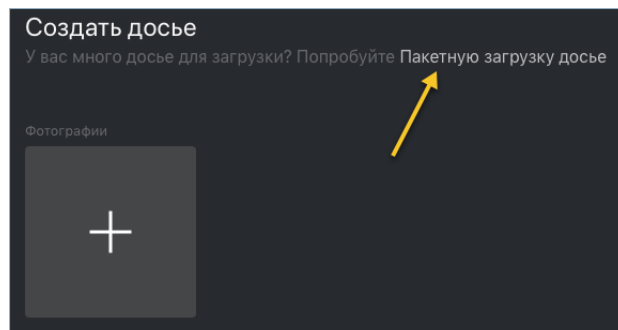 Создать досье
У вас много досье для загрузки? Попробуйте Пакетную загрузку досье
Фотографии